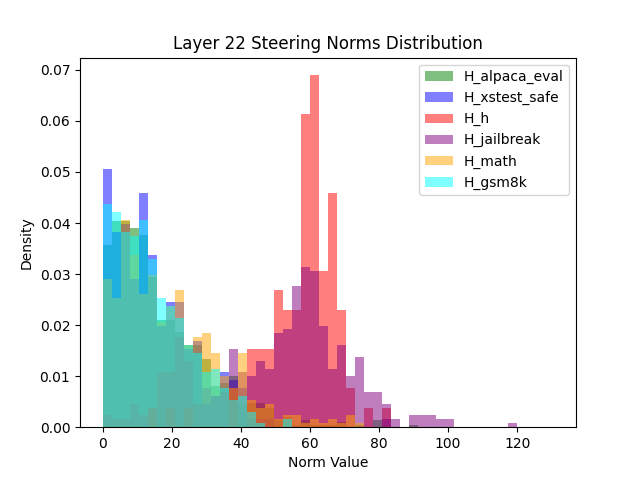 Layer 22 Steering Norms Distribution
H_alpaca_eval
H_xstest_safe
H_h
H_jailbreak
H_math
H_gsm8k
0.07
0.06
0.05
0.04
0.03
0.02
0.01
0.00
Density
0 20 40 60 80 100 120
Norm Value